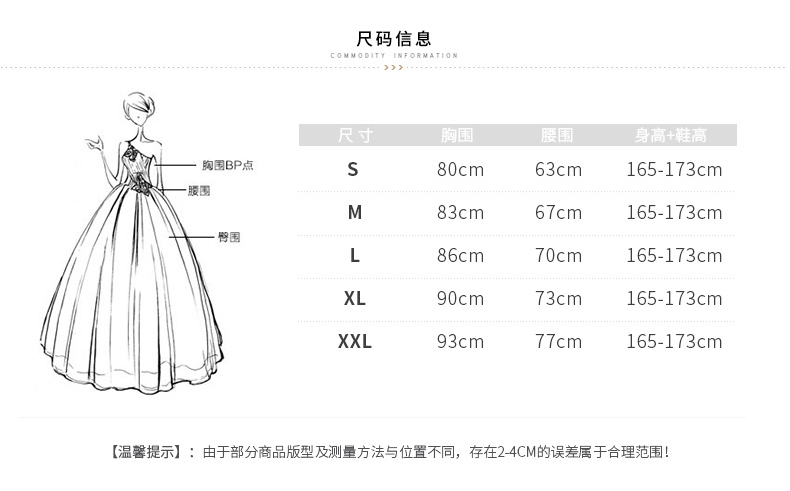 尺码信息
COMMODITY INFORMATION
胸围BP点
腰围
臀围
尺寸 胸围 腰围 身高+鞋高
S 80cm 63cm 165-173cm
M 83cm 67cm 165-173cm
L 86cm 70cm 165-173cm
XL 90cm 73cm 165-173cm
XXL 93cm 77cm 165-173cm
【温馨提示】：由于部分商品版型及测量方法与位置不同，存在2-4CM的误差属于合理范围！